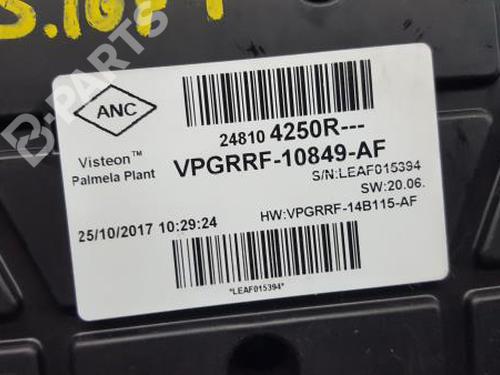 B-PARTS
ANC
24810 4250R---
Visteon™
Palmela Plant
VPGRRF-10849-AF
S/N:LEAF015394
SW:20.06.
25/10/2017 10:29:24
HW:VPGRRF-14B115-AF
*LEAF015394*